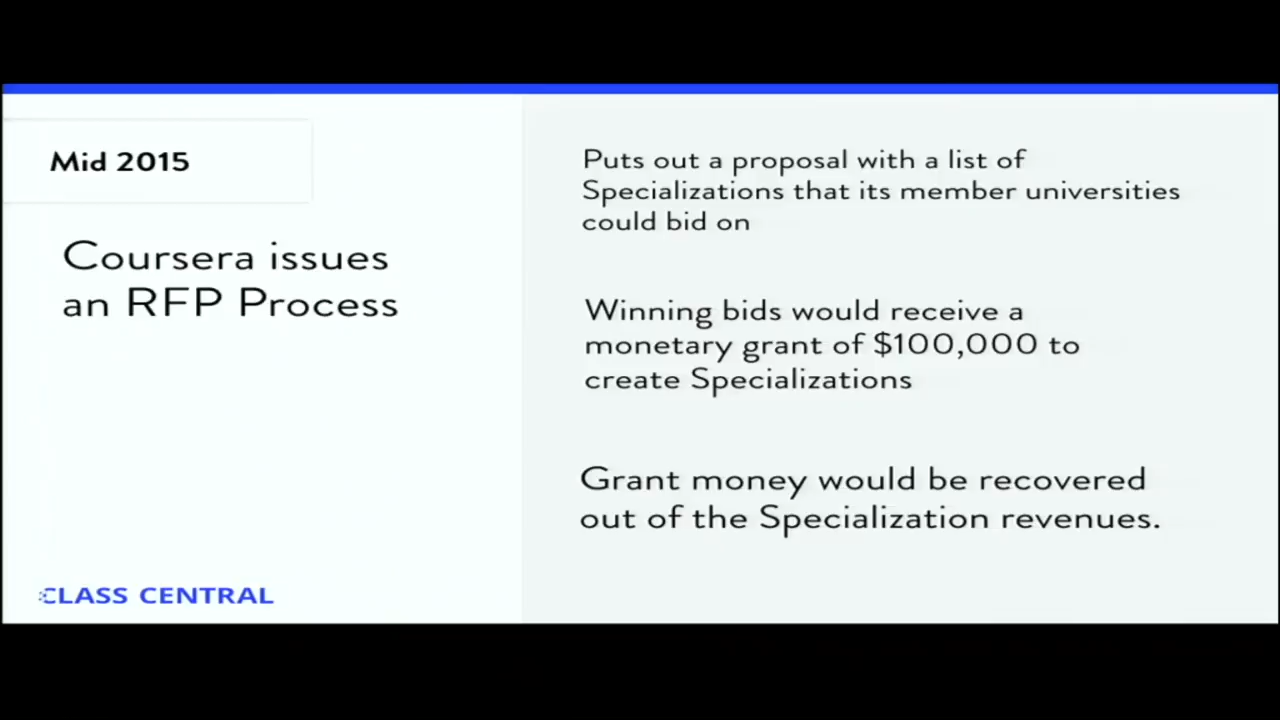 Mid 2015
Coursera issues
an RFP Process
Puts out a proposal with a list of
Specializations that its member universities
could bid on
Winning bids would receive a
monetary grant of $100,000 to
create Specializations
Grant money would be recovered
out of the Specialization revenues.
CLASS CENTRAL